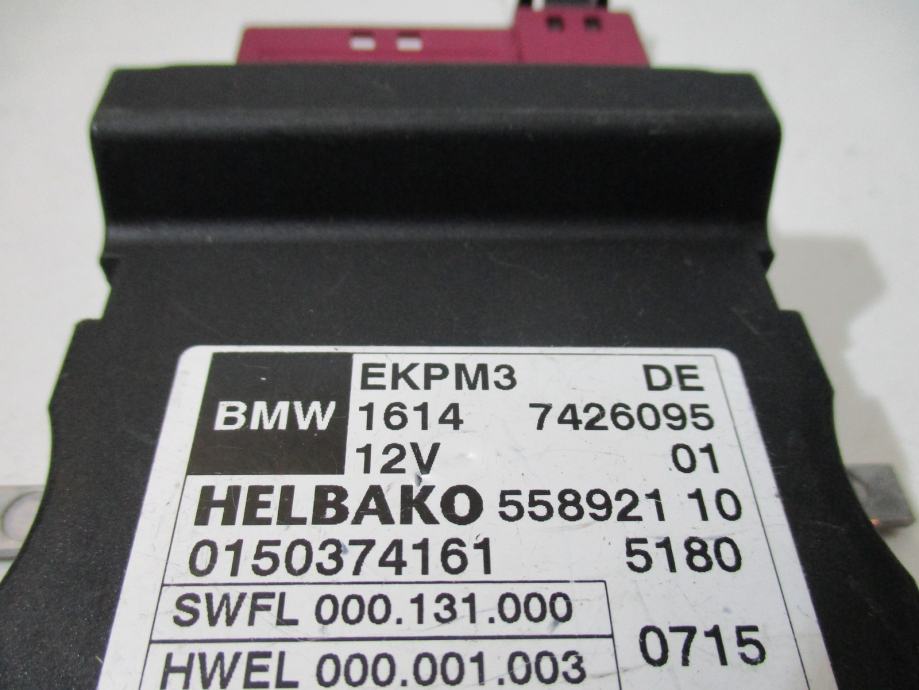 EKPM3 DE
BMW 1614 7426095
12V 01
HELBAKO 558921 10
0150374161 5180
SWFL 000.131.000
0715
HWEL 000.001.003